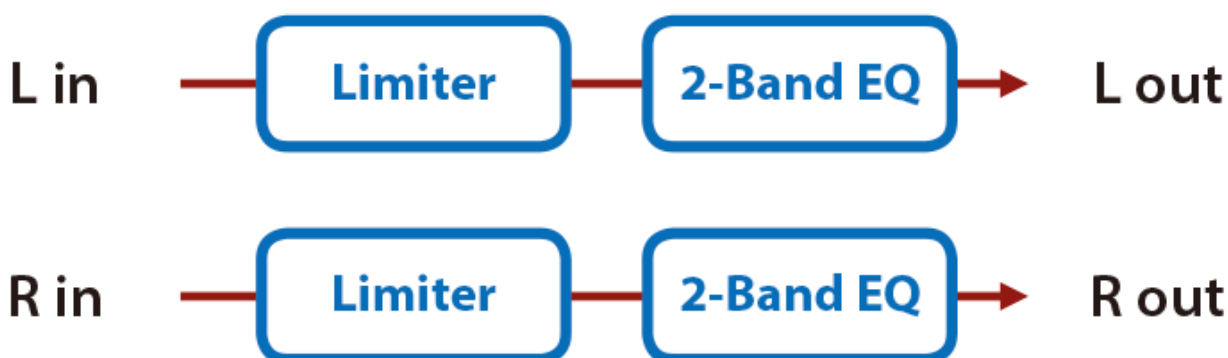 L in Limiter 2-Band EQ L out
R in Limiter 2-Band EQ R out